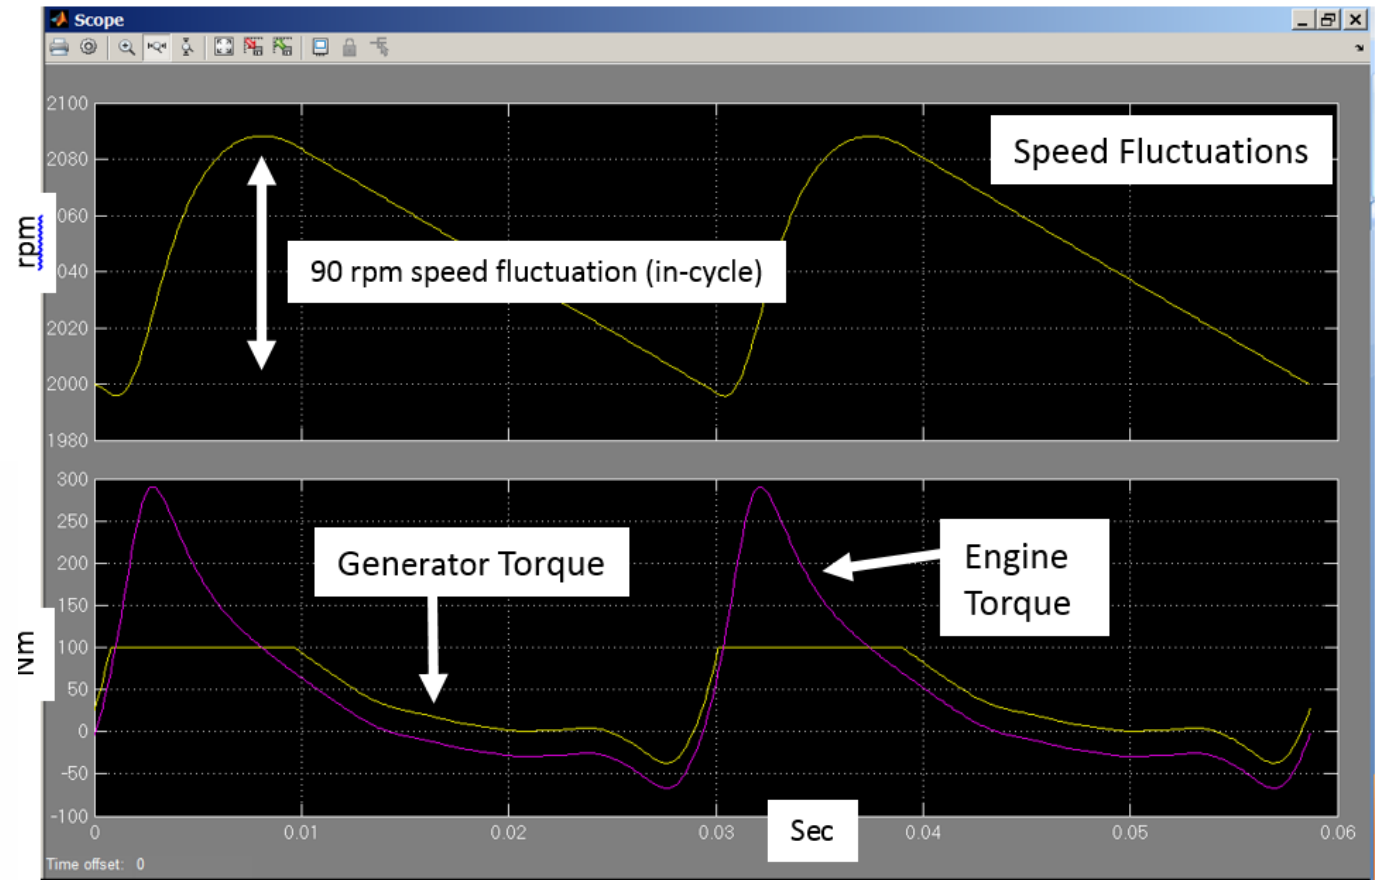 Scope
2100
2080
060
040
2020
2000
1980
rpm
Speed Fluctuations
90 rpm speed fluctuation (in-cycle)
300
250
200
150
100
50
0
-50
-100
Nm
Generator Torque
Engine
Torque
0 0.01 0.02 0.03 0.04 0.05 0.06
Sec
Time offset: 0